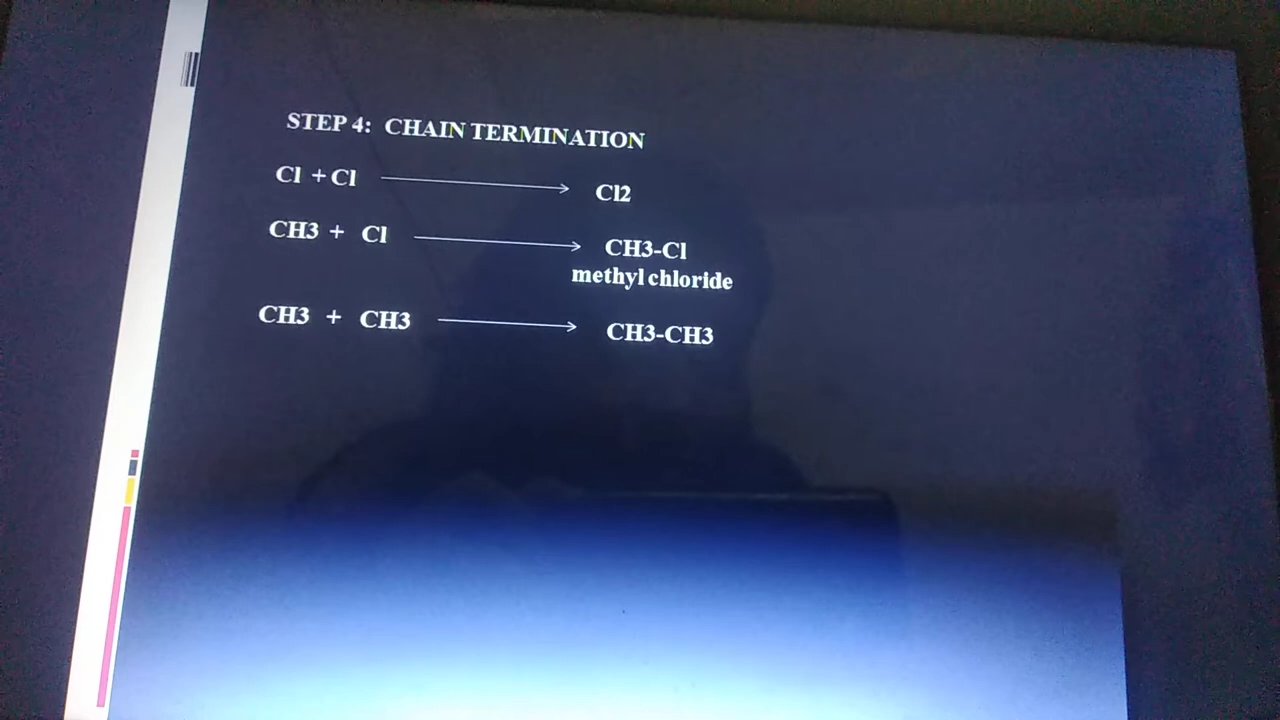 STEP 4: CHAIN TERMINATION
Cl + Cl ⟶ Cl2
CH3 + Cl ⟶ CH3-Cl
methyl chloride
CH3 + CH3 ⟶ CH3-CH3